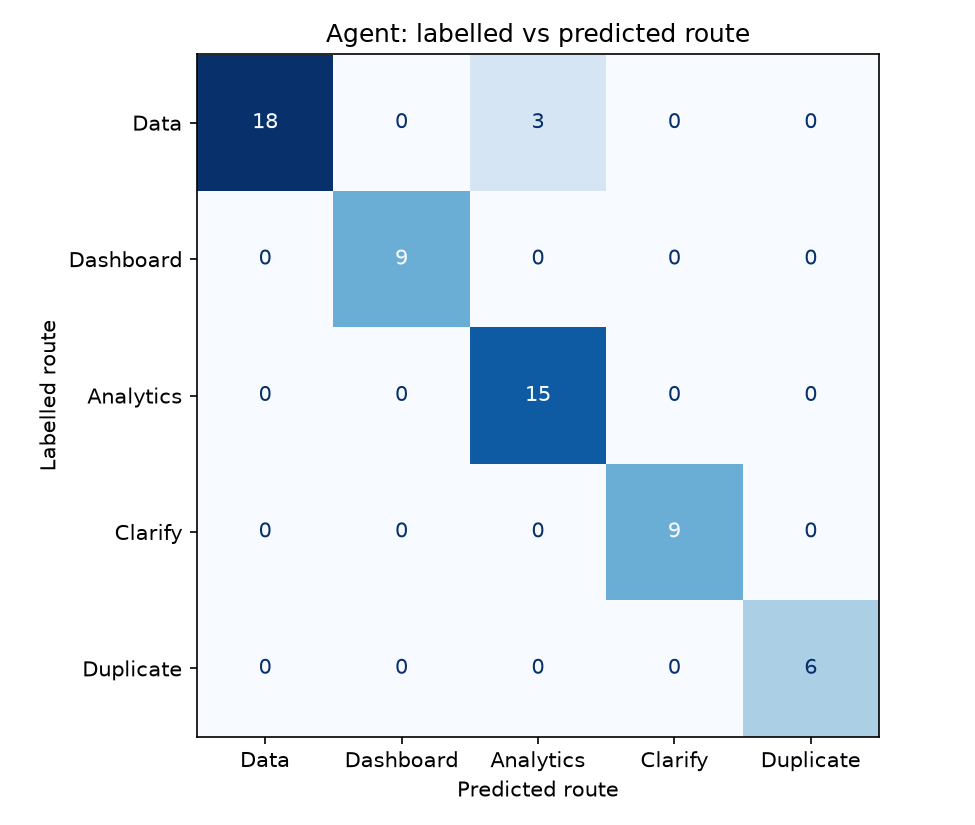 Agent: labelled vs predicted route
Labelled route
Data 18 0 3 0 0
Dashboard 0 9 0 0 0
Analytics 0 0 15 0 0
Clarify 0 0 0 9 0
Duplicate 0 0 0 0 6
Data Dashboard Analytics Clarify Duplicate
Predicted route